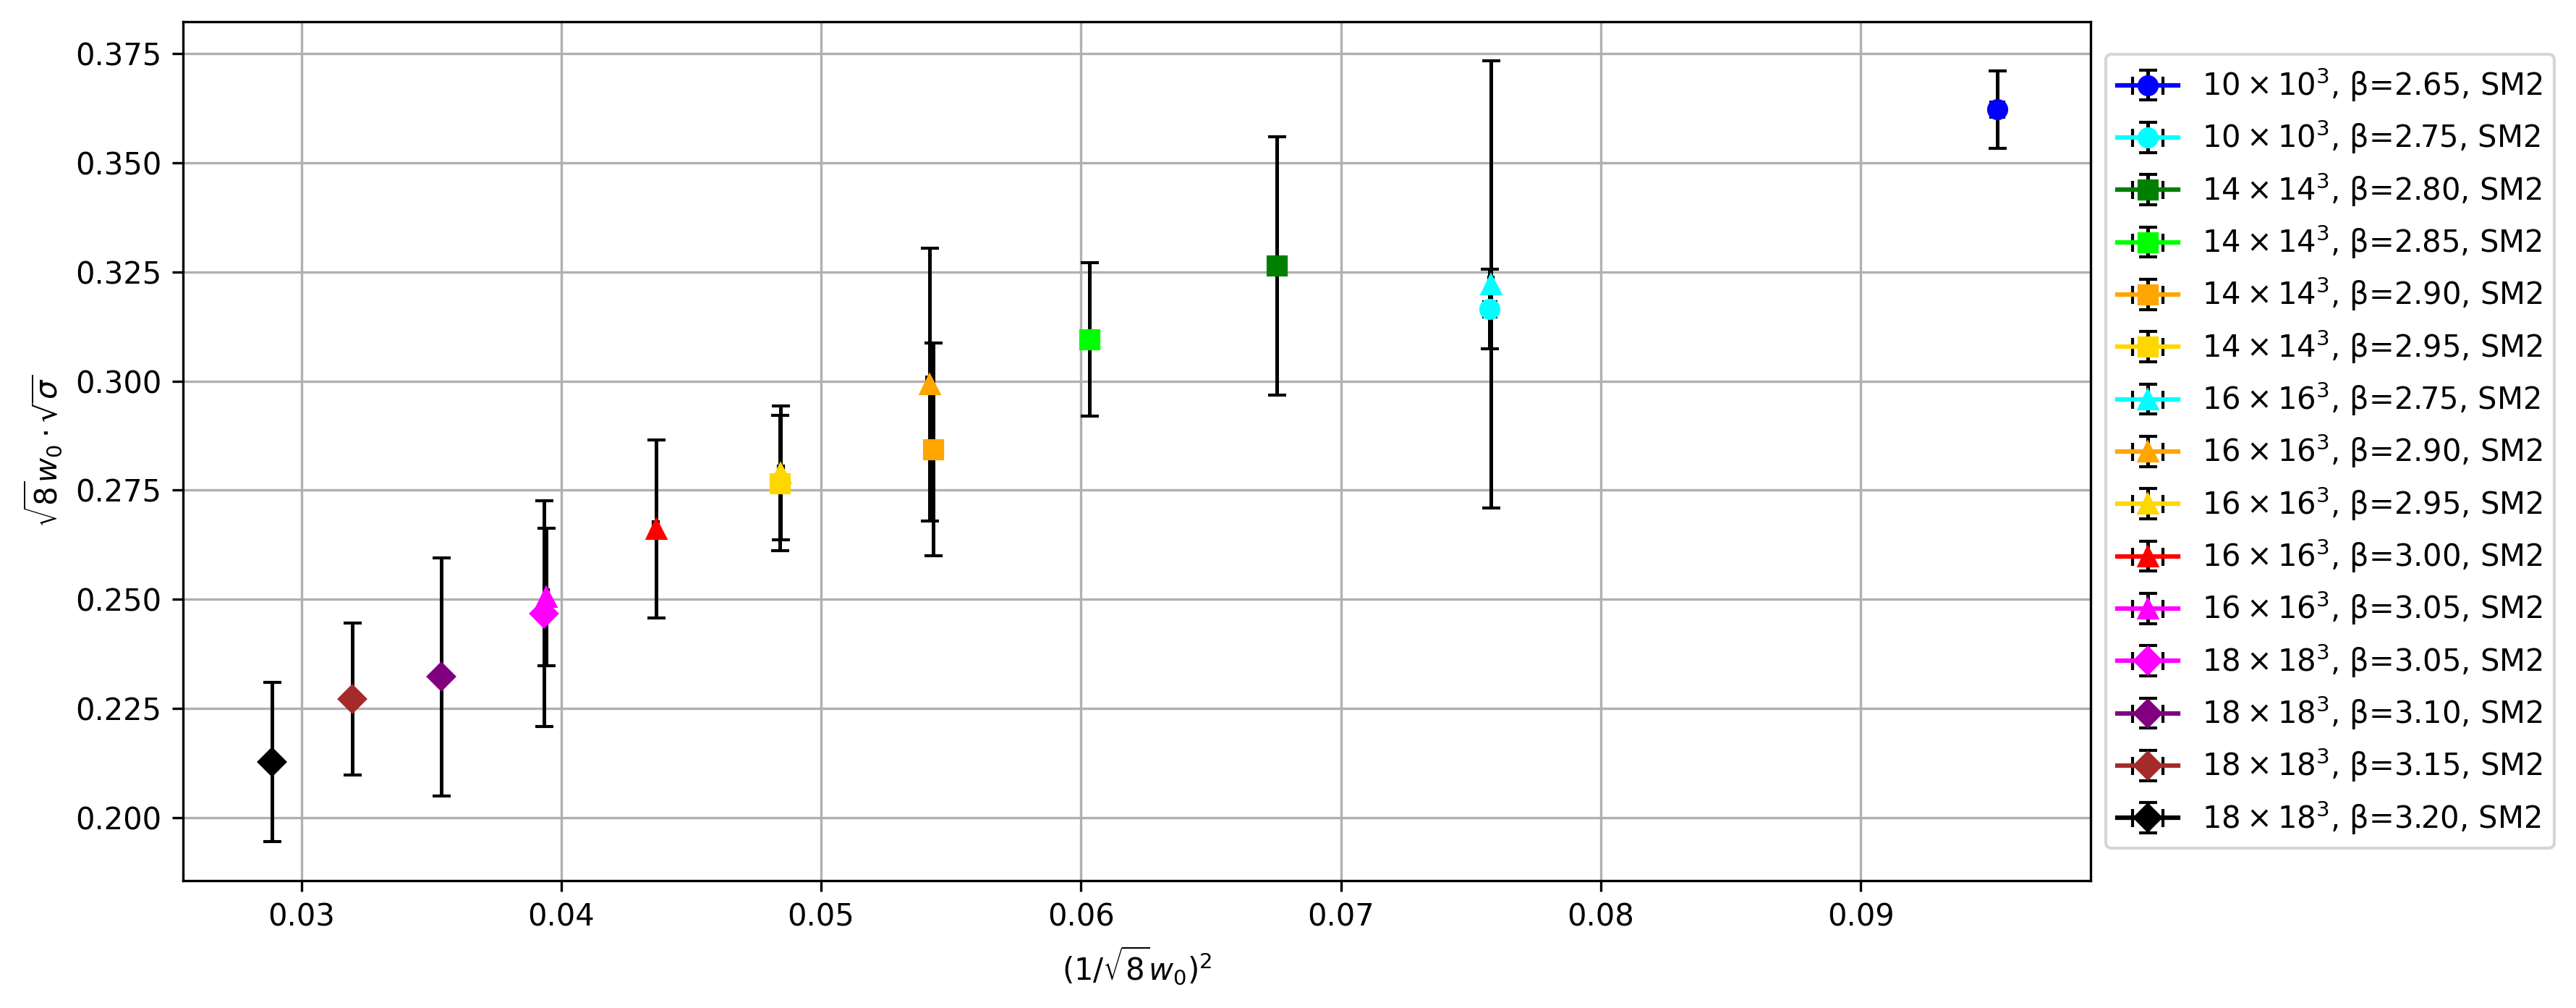 0.375
0.350
0.325
0.300
0.275
0.250
0.225
0.200
√8w₀ · √σ
0.03 0.04 0.05 0.06 0.07 0.08 0.09
(1/√8w₀)²
10 × 10³, β=2.65, SM2
10 × 10³, β=2.75, SM2
14 × 14³, β=2.80, SM2
14 × 14³, β=2.85, SM2
14 × 14³, β=2.90, SM2
14 × 14³, β=2.95, SM2
16 × 16³, β=2.75, SM2
16 × 16³, β=2.90, SM2
16 × 16³, β=2.95, SM2
16 × 16³, β=3.00, SM2
16 × 16³, β=3.05, SM2
18 × 18³, β=3.05, SM2
18 × 18³, β=3.10, SM2
18 × 18³, β=3.15, SM2
18 × 18³, β=3.20, SM2